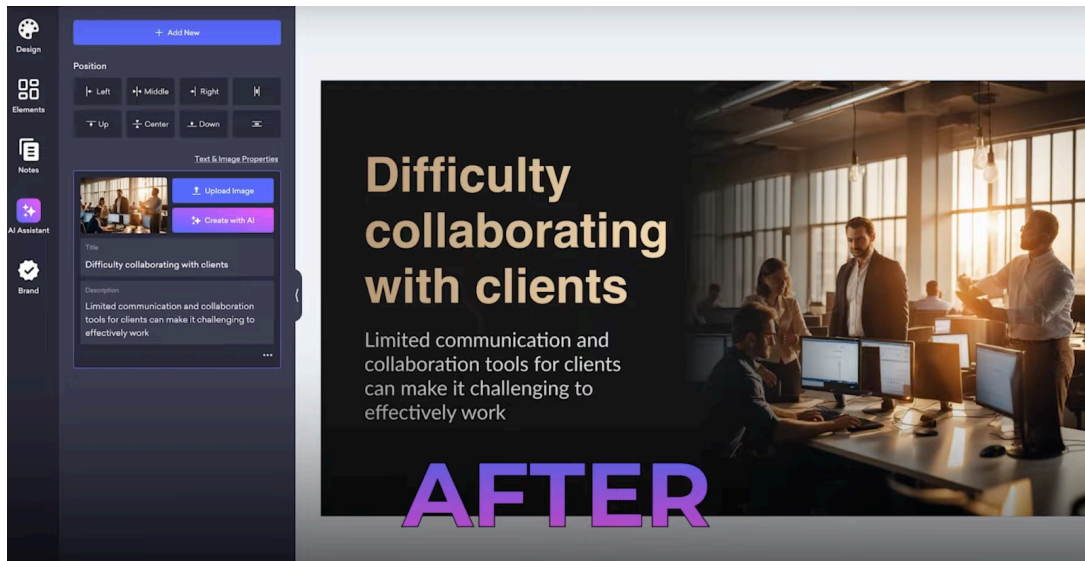 Design
Elements
Notes
AI Assistant
Brand
+ Add New
Position
Left
Middle
Right
Up
Center
Down
Text & Image Properties
Upload Image
Create with AI
Title
Difficulty collaborating with clients
Description
Limited communication and collaboration
tools for clients can make it challenging to
effectively work
Difficulty
collaborating
with clients
Limited communication and
collaboration tools for clients
can make it challenging to
effectively work
AFTER